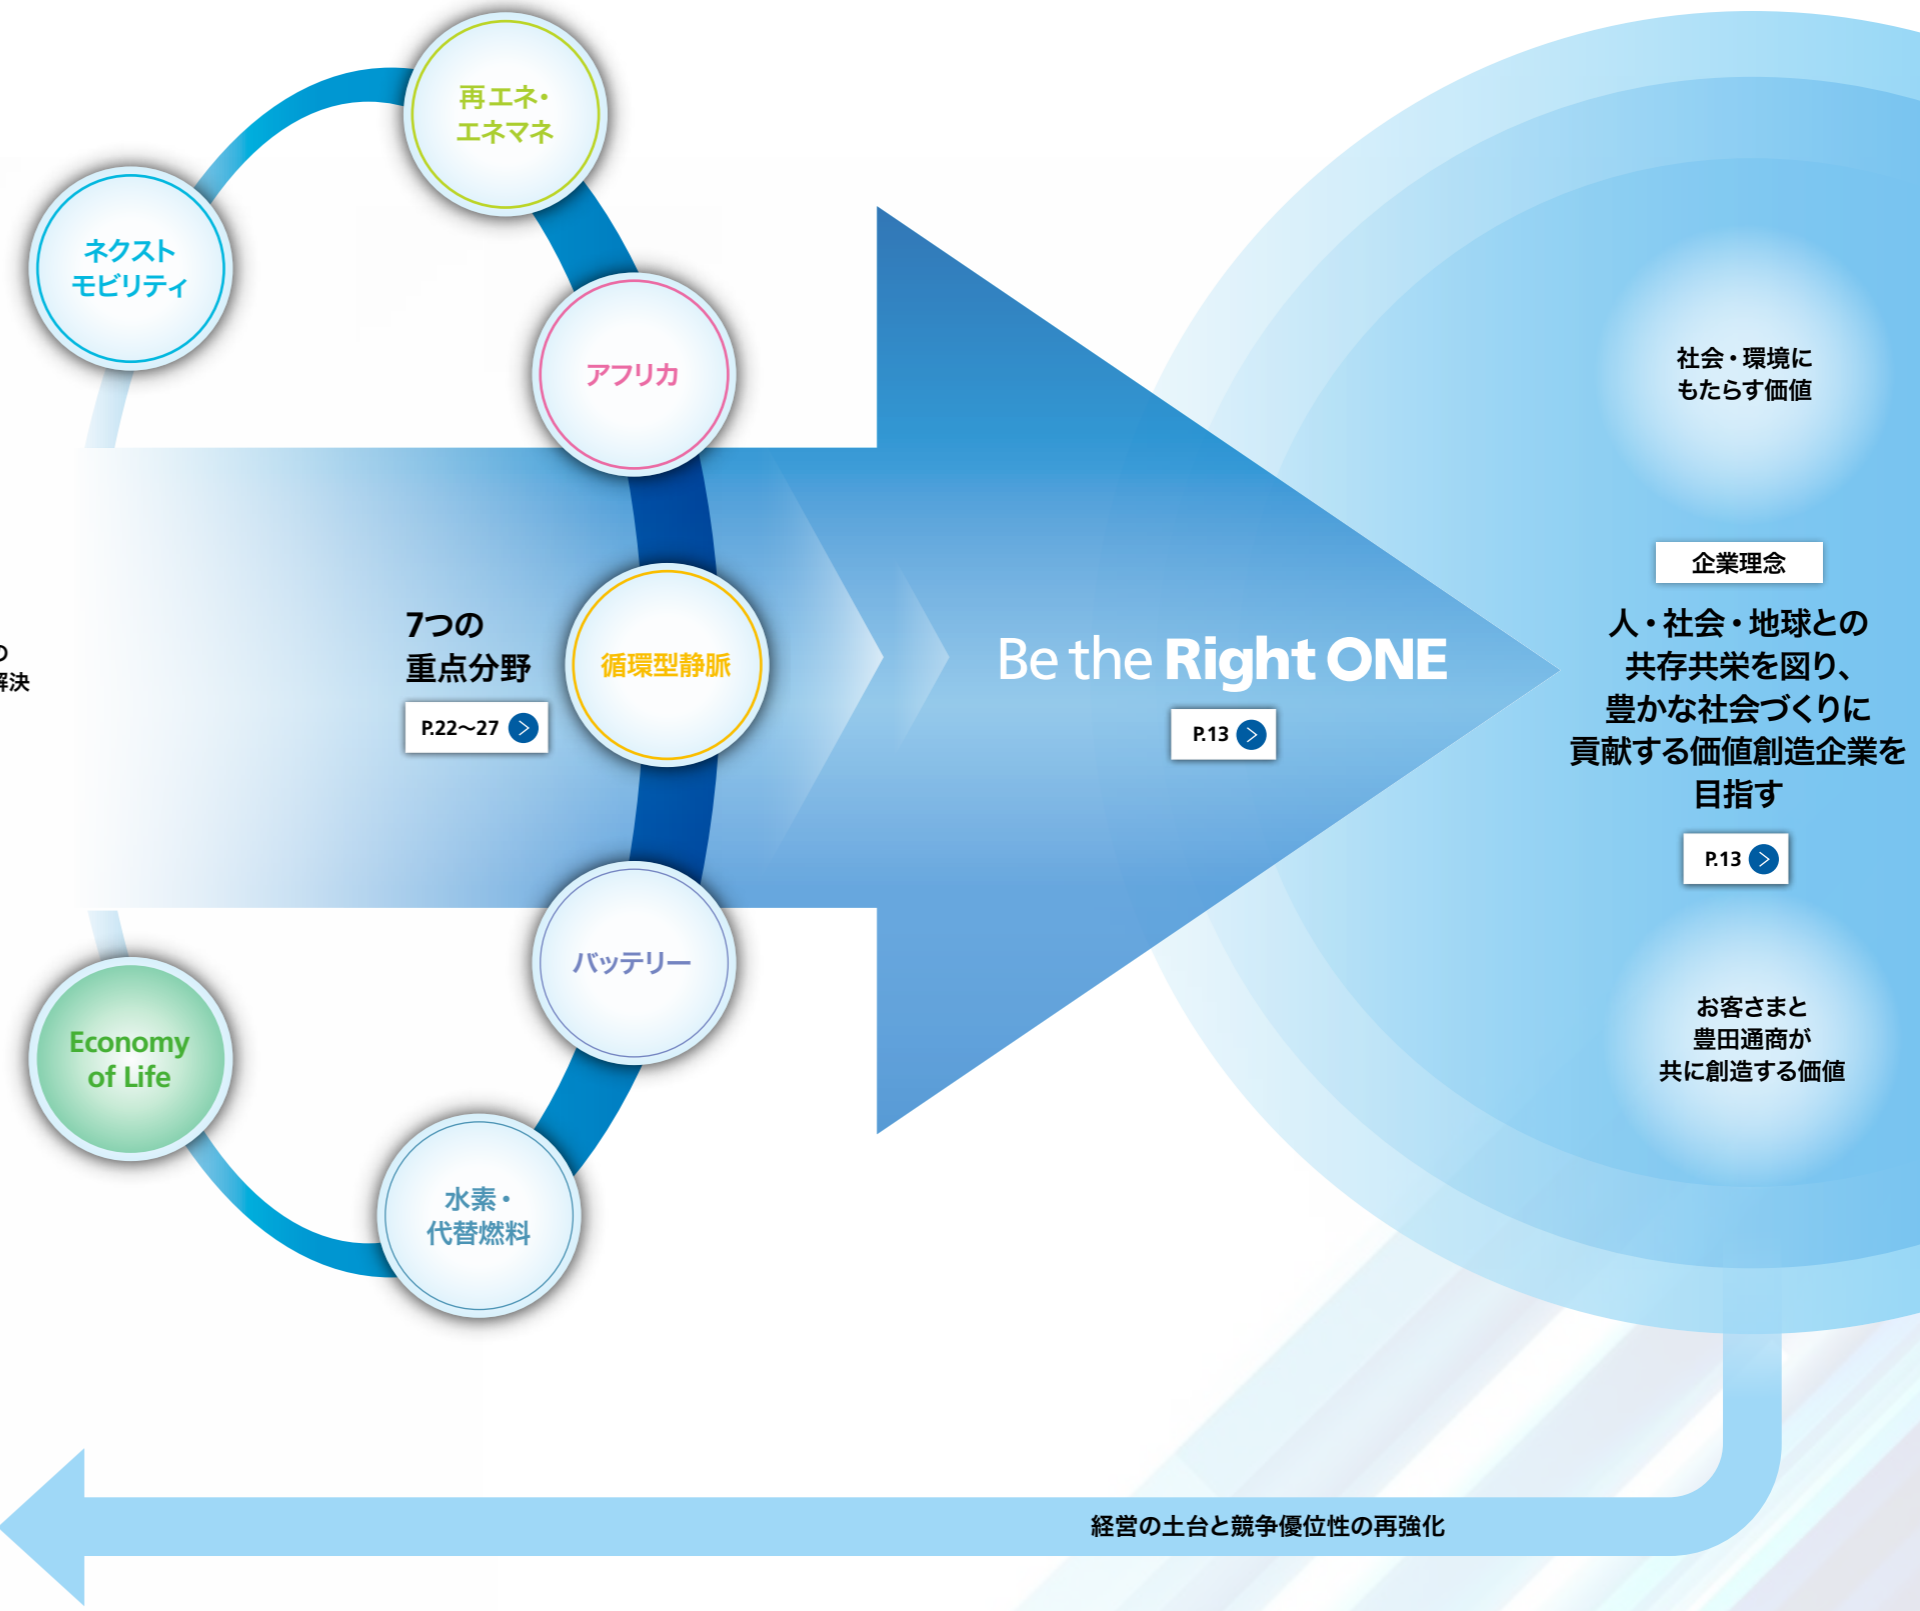 再エネ・
エネマネ
ネクスト
モビリティ
アフリカ
の
解決
7つの
重点分野
P.22〜27
循環型静脈
バッテリー
Economy
of Life
水素・
代替燃料
Be the Right ONE
P.13
社会・環境に
もたらす価値
企業理念
人・社会・地球との
共存共栄を図り、
豊かな社会づくりに
貢献する価値創造企業を
目指す
P.13
お客さまと
豊田通商が
共に創造する価値
経営の土台と競争優位性の再強化